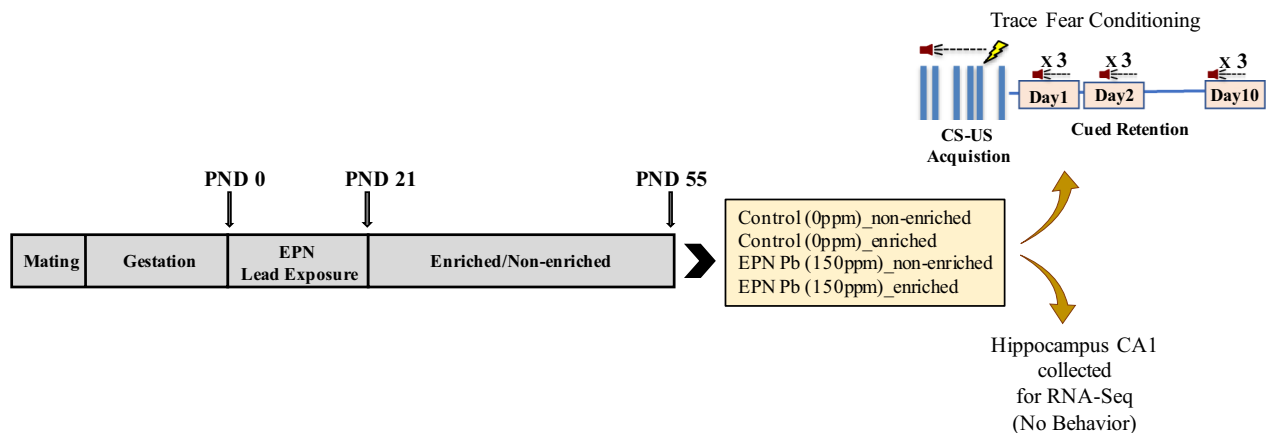 Trace Fear Conditioning
X 3
X 3
X 3
Day1
Day2
Day10
CS-US
Acquistion
Cued Retention
PND 0
PND 21
PND 55
Mating
Gestation
EPN
Lead Exposure
Enriched/Non-enriched
Control (0ppm)_non-enriched
Control (0ppm)_enriched
EPN Pb (150ppm)_non-enriched
EPN Pb (150ppm)_enriched
Hippocampus CA1
collected
for RNA-Seq
(No Behavior)